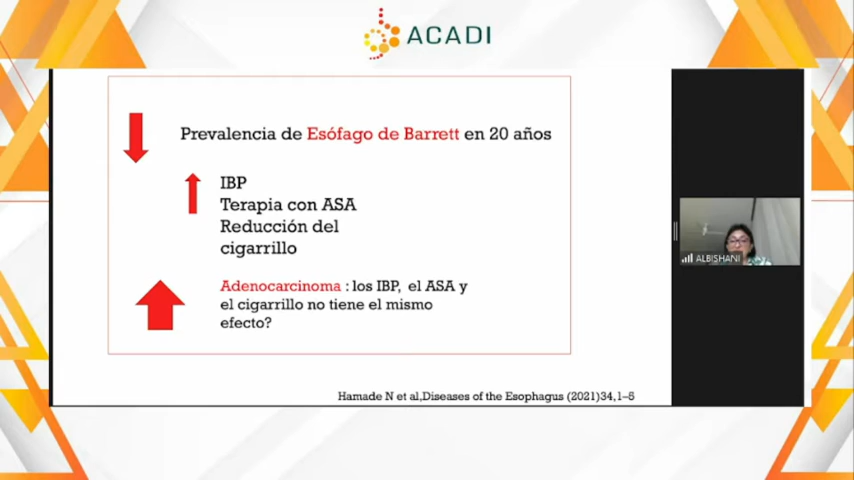 ACADI
Prevalencia de Esófago de Barrett en 20 años
IBP
Terapia con ASA
Reducción del
cigarrillo
Adenocarcinoma : los IBP, el ASA y
el cigarrillo no tiene el mismo
efecto?
ALBISHANI
Hamade N et al,Diseases of the Esophagus (2021)34,1–5